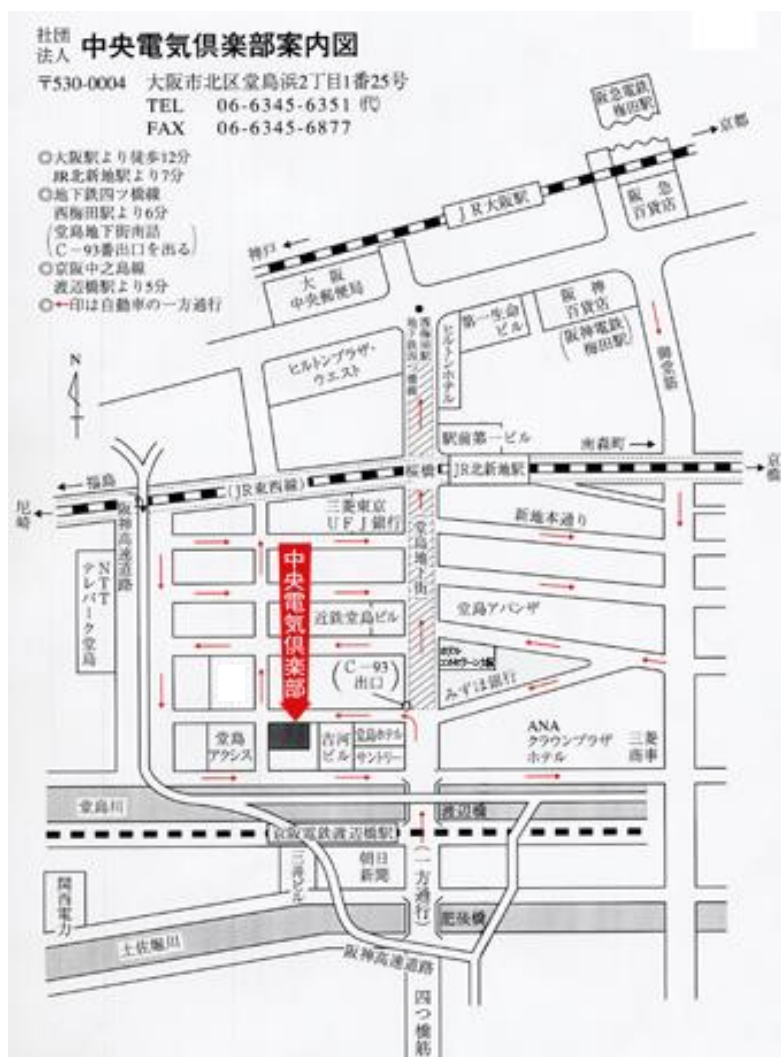 社団
法人 中央電気倶楽部案内図
〒530-0004 大阪市北区堂島浜2丁目1番25号
TEL 06-6345-6351 ㈹
FAX 06-6345-6877
◎大阪駅より徒歩12分
JR北新地駅より7分
◎地下鉄四ツ橋線
西梅田駅より6分
(堂島地下街南詰
C-93番出口を出る)
◎京阪中之島線
渡辺橋駅より5分
◎←印は自動車の一方通行
阪急電鉄
梅田駅
京都
JR大阪駅
阪急
百貨店
神戸
大阪
中央郵便局
西梅田駅
地下鉄四ツ橋線
ヒルトンホテル
第一生命
ビル
阪神
百貨店
(阪神電鉄
梅田駅)
御堂筋
ヒルトンプラザ・
ウエスト
N
駅前第一ビル
南森町
福島
(JR東西線)
桜橋
JR北新地駅
京橋
尼崎
阪神高速道路
三菱東京
UFJ銀行
新地本通り
堂島地下街
NTT
テレパーク堂島
中央電気倶楽部
近鉄堂島ビル
堂島アバンザ
(C-93
出口)
みずほ銀行
堂島
アクシス
古河
ビル
堂島ホテル
サントリー
ANA
クラウンプラザ
ホテル
三菱
商事
堂島川
渡辺橋
京阪電鉄渡辺橋駅
三井ビル
朝日
新聞
(一方通行)
関西電力
肥後橋
土佐堀川
阪神高速道路
四つ橋筋